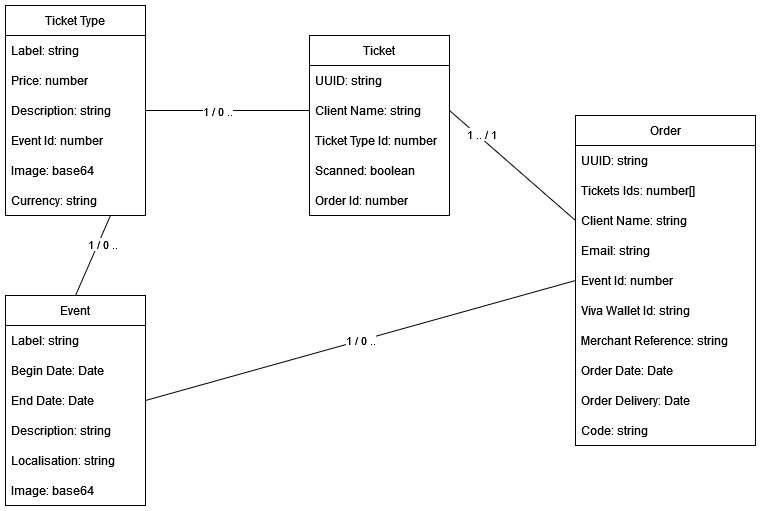 Ticket Type
Label: string
Price: number
Description: string
Event Id: number
Image: base64
Currency: string
1 / 0 ..
Ticket
UUID: string
Client Name: string
Ticket Type Id: number
Scanned: boolean
Order Id: number
1 .. / 1
Order
UUID: string
Tickets Ids: number[]
Client Name: string
Email: string
Event Id: number
Viva Wallet Id: string
Merchant Reference: string
Order Date: Date
Order Delivery: Date
Code: string
1 / 0 ..
Event
Label: string
Begin Date: Date
End Date: Date
Description: string
Localisation: string
Image: base64
1 / 0 ..